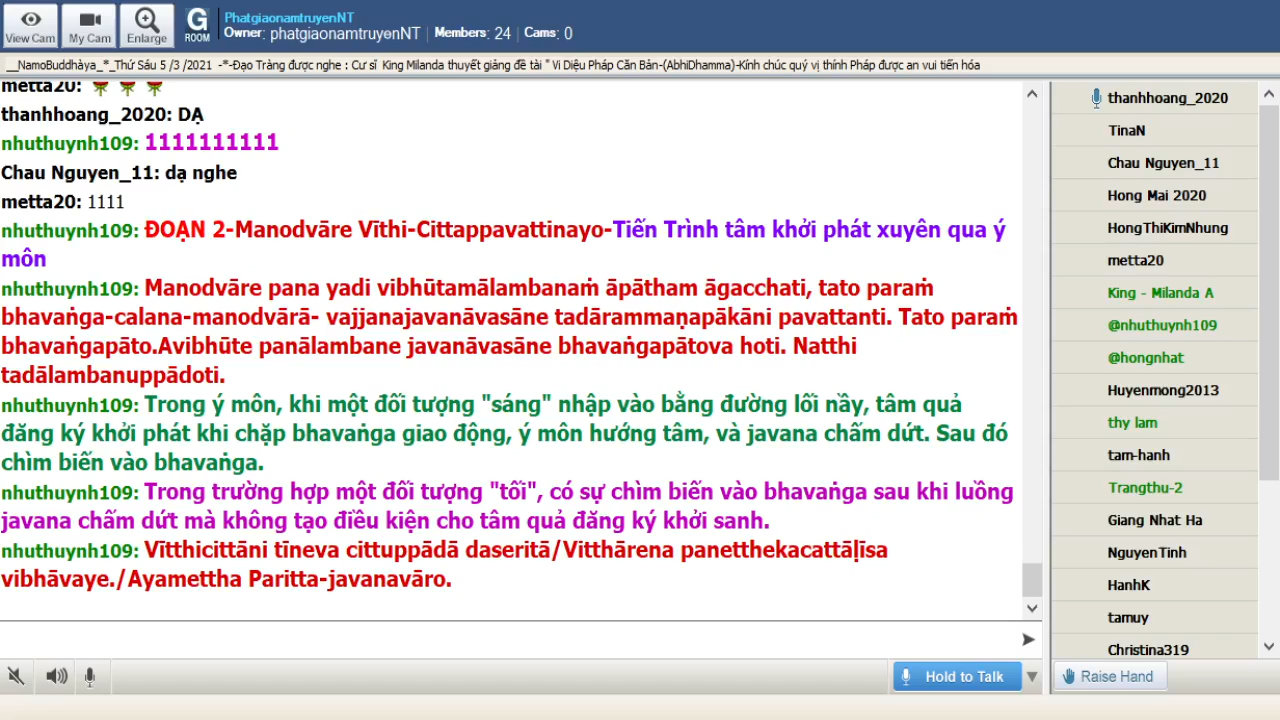 View Cam
My Cam
Enlarge
G
ROOM
PhatgiaonamtruyenNT
Owner: phatgiaonamtruyenNT | Members: 24 | Cams: 0
__NamoBuddhàya_*_Thứ Sáu 5 /3 /2021 -*-Đạo Tràng được nghe : Cư sĩ King Milanda thuyết giảng đề tài " Vi Diệu Pháp Căn Bản-(AbhiDhamma)-Kính chúc quý vị thính Pháp được an vui tiến hóa
metta20:
thanhhoang_2020: DẠ
nhuthuynh109: 1111111111
Chau Nguyen_11: dạ nghe
metta20: 1111
nhuthuynh109: ĐOẠN 2-Manodvāre Vīthi-Cittappavattinayo-Tiến Trình tâm khởi phát xuyên qua ý
môn
nhuthuynh109: Manodvāre pana yadi vibhūtamālambanaṁ āpātham āgacchati, tato paraṁ
bhavaṅga-calana-manodvārā- vajjanajavanāvasāne tadārammaṇapākāni pavattanti. Tato paraṁ
bhavaṅgapāto.Avibhūte panālambane javanāvasāne bhavaṅgapātova hoti. Natthi
tadālambanuppādoti.
nhuthuynh109: Trong ý môn, khi một đối tượng "sáng" nhập vào bằng đường lối nầy, tâm quả
đăng ký khởi phát khi chặp bhavaṅga giao động, ý môn hướng tâm, và javana chấm dứt. Sau đó
chìm biến vào bhavaṅga.
nhuthuynh109: Trong trường hợp một đối tượng "tối", có sự chìm biến vào bhavaṅga sau khi luồng
javana chấm dứt mà không tạo điều kiện cho tâm quả đăng ký khởi sanh.
nhuthuynh109: Vītthicittāni tīneva cittuppādā daseritā/Vitthārena panetthekacattāḷīsa
vibhāvaye./Ayamettha Paritta-javanavāro.
thanhhoang_2020
TinaN
Chau Nguyen_11
Hong Mai 2020
HongThiKimNhung
metta20
King - Milanda A
@nhuthuynh109
@hongnhat
Huyenmong2013
thy lam
tam-hanh
Trangthu-2
Giang Nhat Ha
NguyenTinh
HanhK
tamuy
Christina319
Hold to Talk
Raise Hand